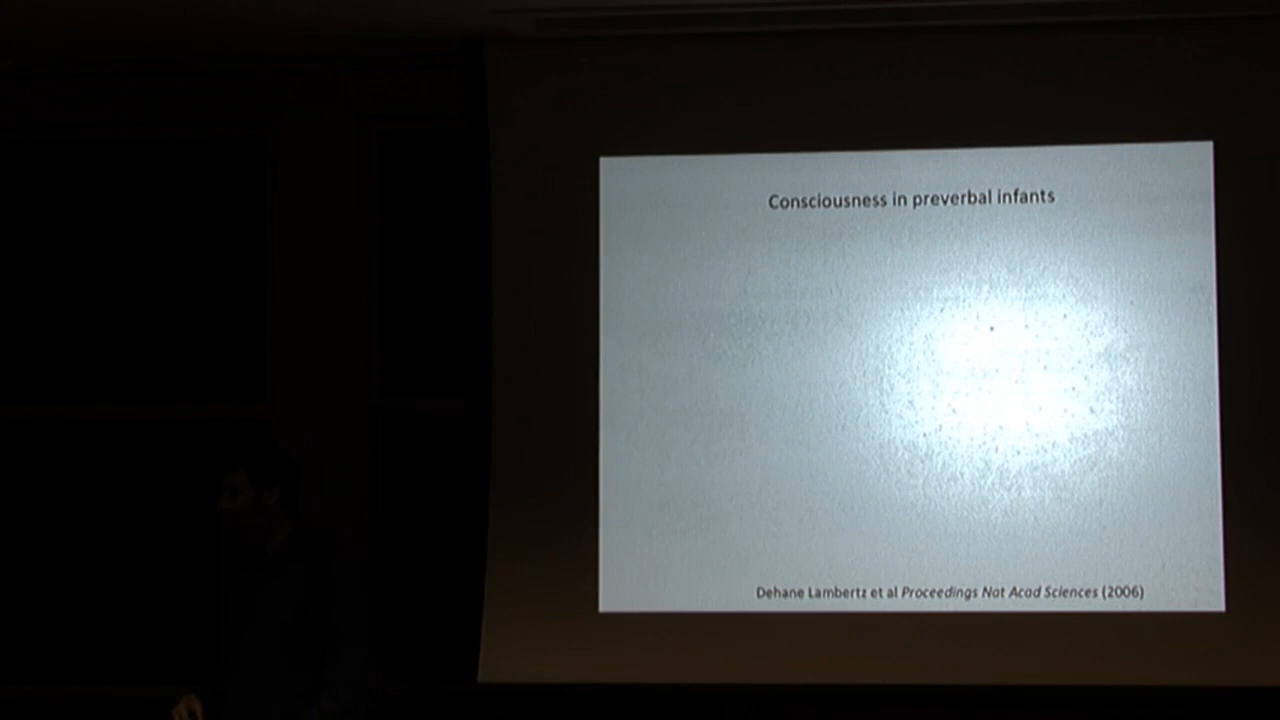 Consciousness in preverbal infants
Dehane Lambertz et al Proceedings Nat Acad Sciences (2006)